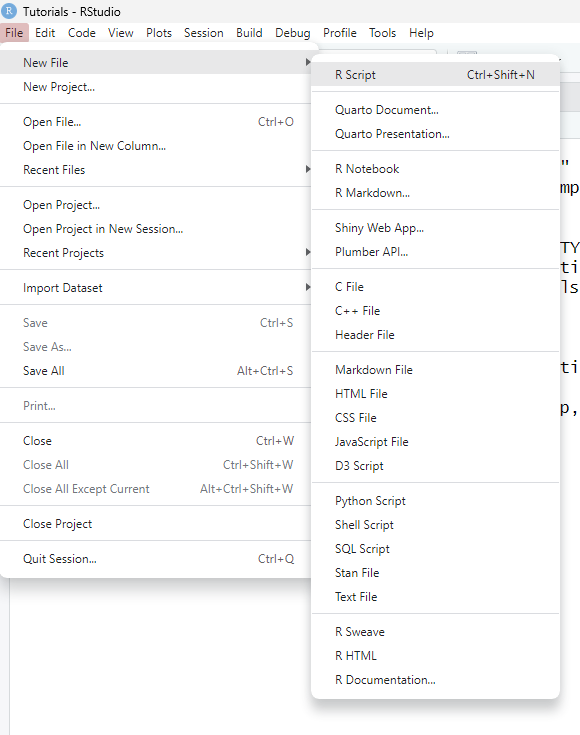 R Tutorials - RStudio
File Edit Code View Plots Session Build Debug Profile Tools Help
New File
New Project...
Open File... Ctrl+O
Open File in New Column...
Recent Files
Open Project...
Open Project in New Session...
Recent Projects
Import Dataset
Save Ctrl+S
Save As...
Save All Alt+Ctrl+S
Print...
Close Ctrl+W
Close All Ctrl+Shift+W
Close All Except Current Alt+Ctrl+Shift+W
Close Project
Quit Session... Ctrl+Q
R Script Ctrl+Shift+N
Quarto Document...
Quarto Presentation...
R Notebook
R Markdown...
Shiny Web App...
Plumber API...
C File
C++ File
Header File
Markdown File
HTML File
CSS File
JavaScript File
D3 Script
Python Script
Shell Script
SQL Script
Stan File
Text File
R Sweave
R HTML
R Documentation...
"
mp
TY
ti
ls
ti
p,